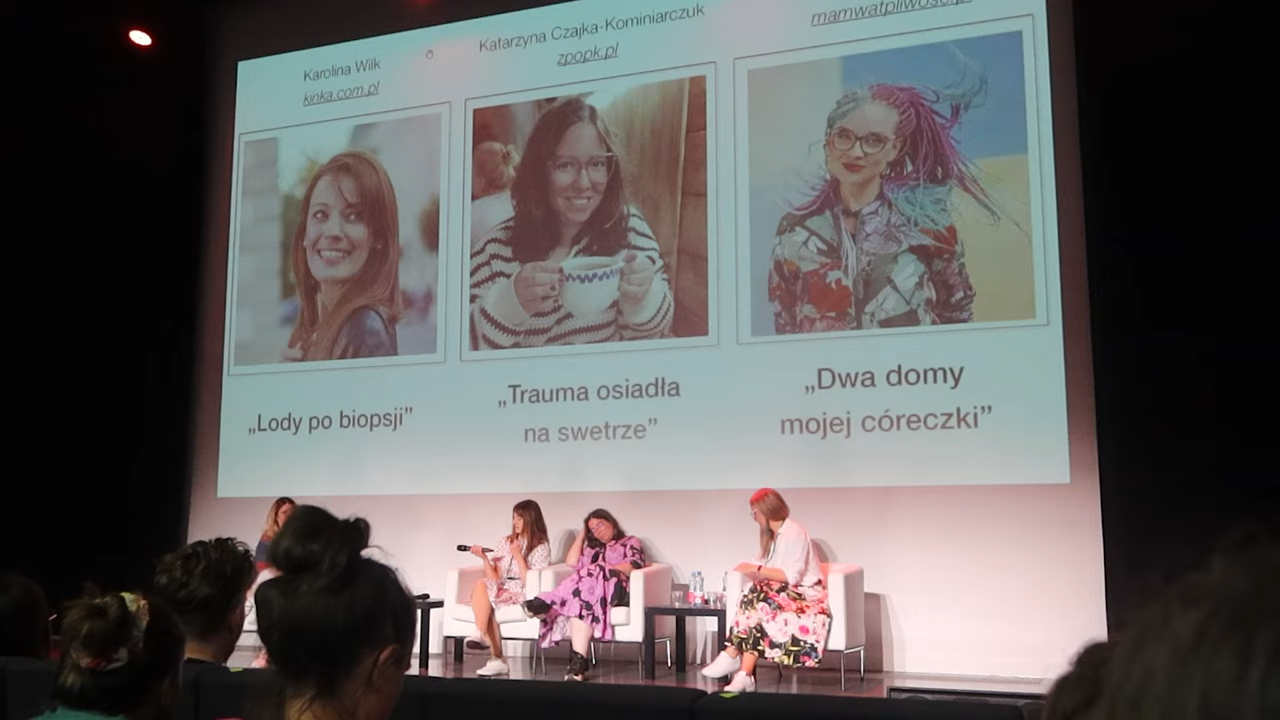 Karolina Wilk
kinka.com.pl
Katarzyna Czajka-Kominiarczuk
zpopk.pl
mamwatpliwosci.pl
„Lody po biopsji”
„Trauma osiadła
na swetrze”
„Dwa domy
mojej córeczki”